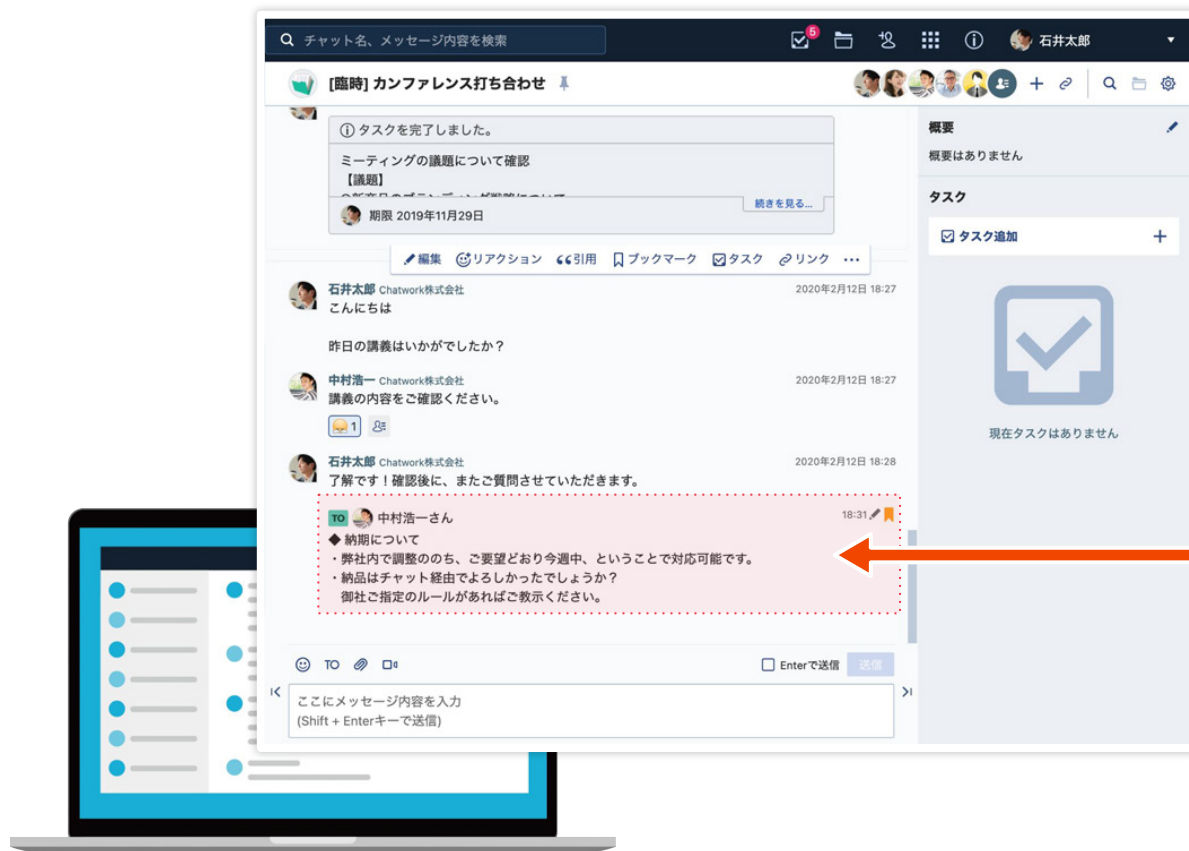 チャット名、メッセージ内容を検索
5
石井太郎
[臨時] カンファレンス打ち合わせ
タスクを完了しました。
ミーティングの議題について確認
【議題】
続きを見る...
期限 2019年11月29日
編集 リアクション 引用 ブックマーク タスク リンク ...
石井太郎 Chatwork株式会社 2020年2月12日 18:27
こんにちは
昨日の講義はいかがでしたか？
中村浩一 Chatwork株式会社 2020年2月12日 18:27
講義の内容をご確認ください。
1
石井太郎 Chatwork株式会社 2020年2月12日 18:28
了解です！確認後に、またご質問させていただきます。
TO 中村浩一さん 18:31
◆ 納期について
・弊社内で調整ののち、ご要望どおり今週中、ということで対応可能です。
・納品はチャット経由でよろしかったでしょうか？
御社ご指定のルールがあればご教示ください。
TO Enterで送信 送信
ここにメッセージ内容を入力
(Shift + Enterキーで送信)
概要
概要はありません
タスク
タスク追加
現在タスクはありません